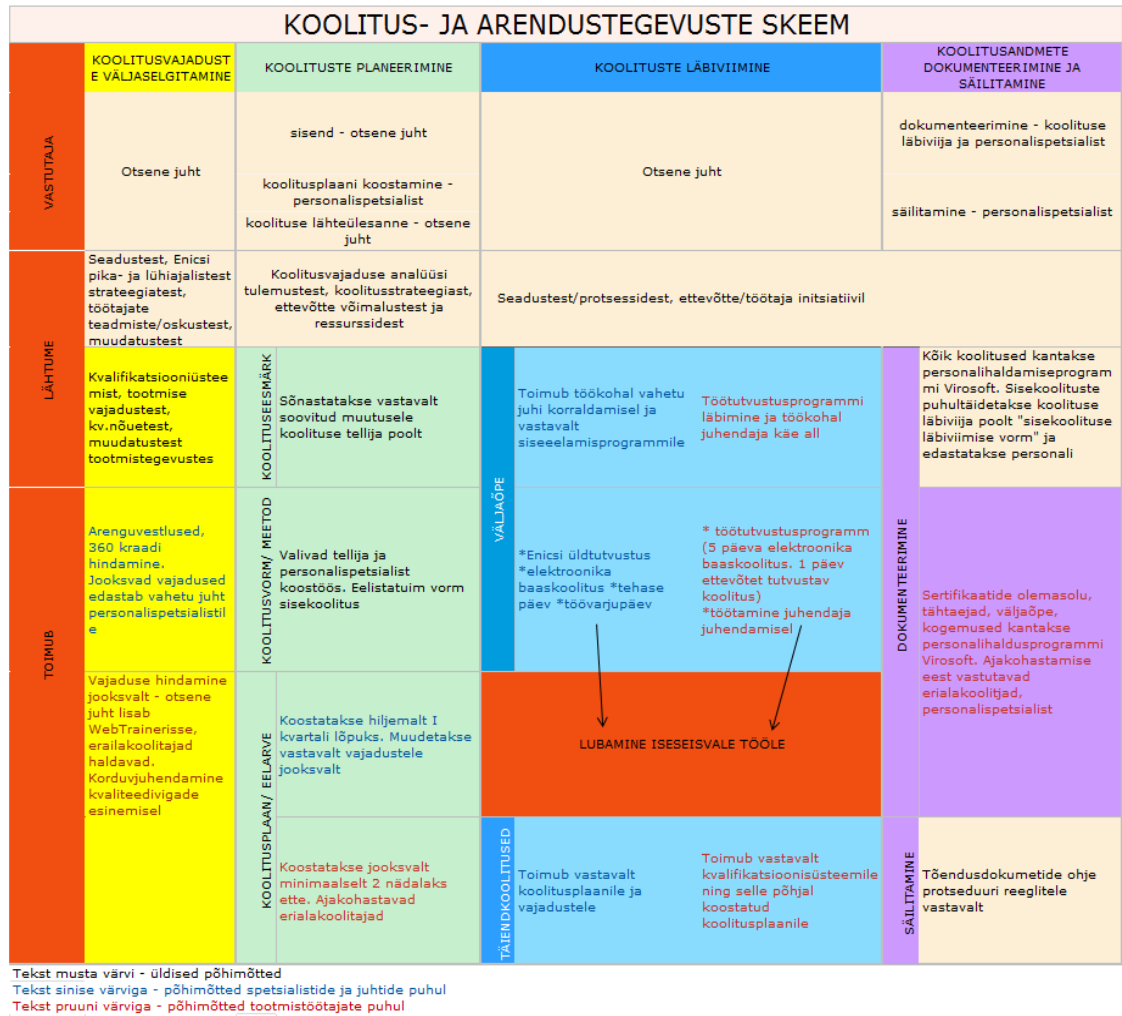 KOOLITUS- JA ARENDUSTEGEVUSTE SKEEM
KOOLITUSVAJADUST
E VÄLJASELGITAMINE
KOOLITUSTE PLANEERIMINE
KOOLITUSTE LÄBIVIIMINE
KOOLITUSANDMETE
DOKUMENTEERIMINE JA
SÄILITAMINE
VASTUTAJA
Otsene juht
sisend - otsene juht
koolitusplaani koostamine -
personalispetsialist
koolituse lähteülesanne - otsene
juht
Otsene juht
dokumenteerimine - koolituse
läbiviija ja personalispetsialist
säilitamine - personalispetsialist
LÄHTUME
Seadustest, Enicsi
pika- ja lühiajalistest
strateegiatest,
töötajate
teadmiste/oskustest,
muudatustest
Koolitusvajaduse analüüsi
tulemustest, koolitusstrateegiast,
ettevõtte võimalustest ja
ressurssidest
Seadustest/protsessidest, ettevõtte/töötaja initsiatiivil
Kvalifikatsiooniüstee
mist, tootmise
vajadustest,
kv.nõuetest,
muudatustest
tootmistegevustes
KOOLITUSEESMÄRK
Sõnastatakse vastavalt
soovitud muutusele
koolituse tellija poolt
VÄLJAÕPE
Toimub töökohal vahetu
juhi korraldamisel ja
vastavalt
siseeelamisprogrammile
Töötutvustusprogrammi
läbimine ja töökohal
juhendaja käe all
DOKUMENTEERIMINE
Kõik koolitused kantakse
personalihaldamiseprogram
mi Virosoft. Sisekoolituste
puhultäidetakse koolituse
läbiviija poolt "sisekoolituse
läbiviimise vorm" ja
edastatakse personali
TOIMUB
Arenguvestlused,
360 kraadi
hindamine.
Jooksvad vajadused
edastab vahetu juht
personalispetsialistil
e
KOOLITUSVORM/ MEETOD
Valivad tellija ja
personalispetsialist
koostöös. Eelistatuim vorm
sisekoolitus
*Enicsi üldtutvustus
*elektroonika
baaskoolitus *tehase
päev *töövarjupäev
* töötutvustusprogramm
(5 päeva elektroonika
baaskoolitus. 1 päev
ettevõtet tutvustav
koolitus)
*töötamine juhendaja
juhendamisel
Sertifikaatide olemasolu,
tähtaejad, väljaõpe,
kogemused kantakse
personalihaldusprogrammi
Virosoft. Ajakohastamise
eest vastutavad
erialakoolitjad,
personalispetsialist
Vajaduse hindamine
jooksvalt - otsene
juht lisab
WebTrainerisse,
erailakoolitajad
haldavad.
Korduvjuhendamine
kvaliteedivigade
esinemisel
KOOLITUSPLAAN/ EELARVE
Koostatakse hiljemalt I
kvartali lõpuks. Muudetakse
vastavalt vajadustele
jooksvalt
LUBAMINE ISESEISVALE TÖÖLE
Koostatakse jooksvalt
minimaalselt 2 nädalaks
ette. Ajakohastavad
erialakoolitajad
TÄIENDKOOLITUSED
Toimub vastavalt
koolitusplaanile ja
vajadustele
Toimub vastavalt
kvalifikatsioonisüsteemile
ning selle põhjal
koostatud
koolitusplaanile
SÄILITAMINE
Tõendusdokumetide ohje
protseduuri reeglitele
vastavalt
Tekst musta värvi - üldised põhimõtted
Tekst sinise värviga - põhimõtted spetsialistide ja juhtide puhul
Tekst pruuni värviga - põhimõtted tootmistöötajate puhul